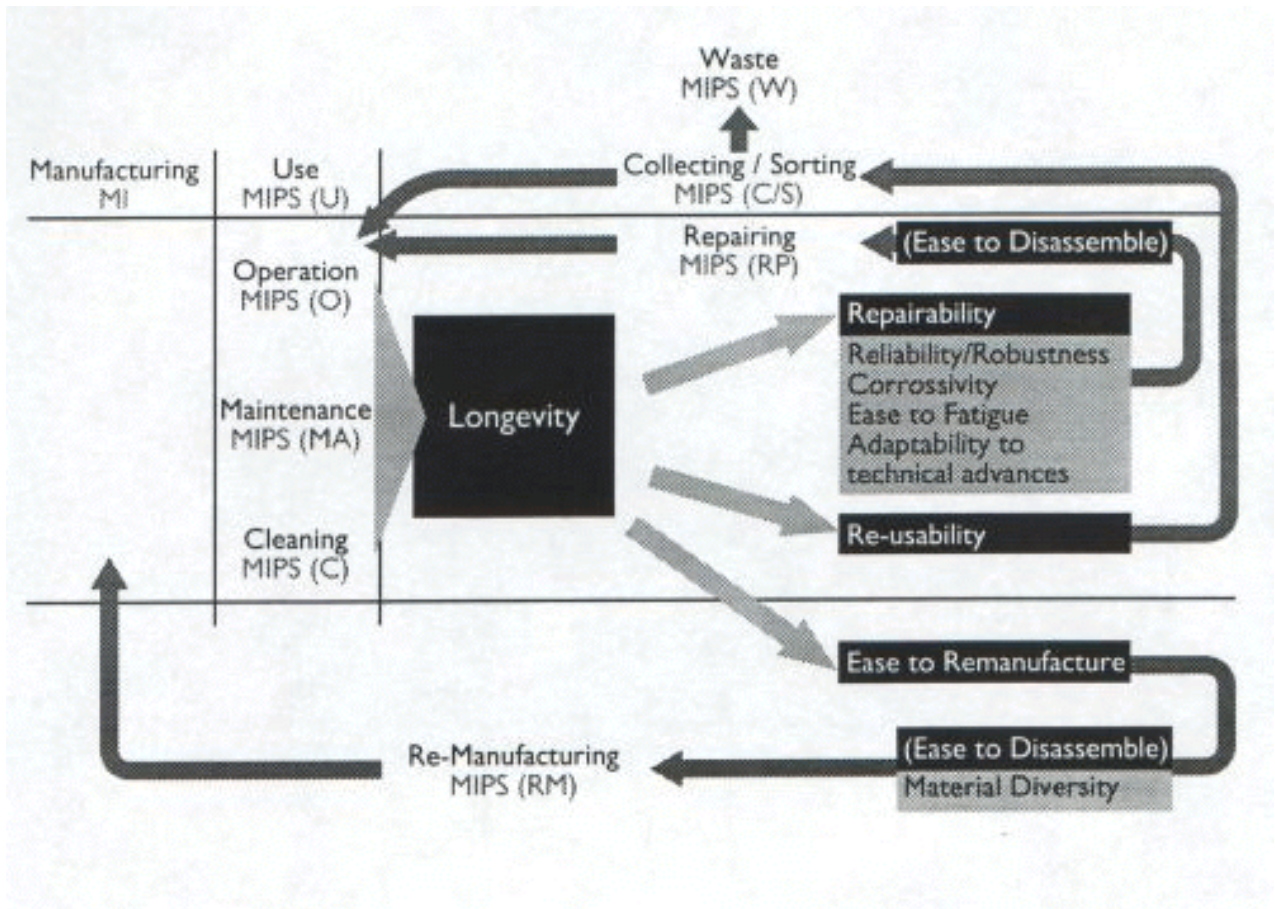 Waste
MIPS (W)
Manufacturing
MI
Use
MIPS (U)
Collecting / Sorting
MIPS (C/S)
Repairing
MIPS (RP)
(Ease to Disassemble)
Operation
MIPS (O)
Repairability
Reliability/Robustness
Corrossivity
Ease to Fatigue
Adaptability to
technical advances
Maintenance
MIPS (MA)
Longevity
Cleaning
MIPS (C)
Re-usability
Ease to Remanufacture
Re-Manufacturing
MIPS (RM)
(Ease to Disassemble)
Material Diversity